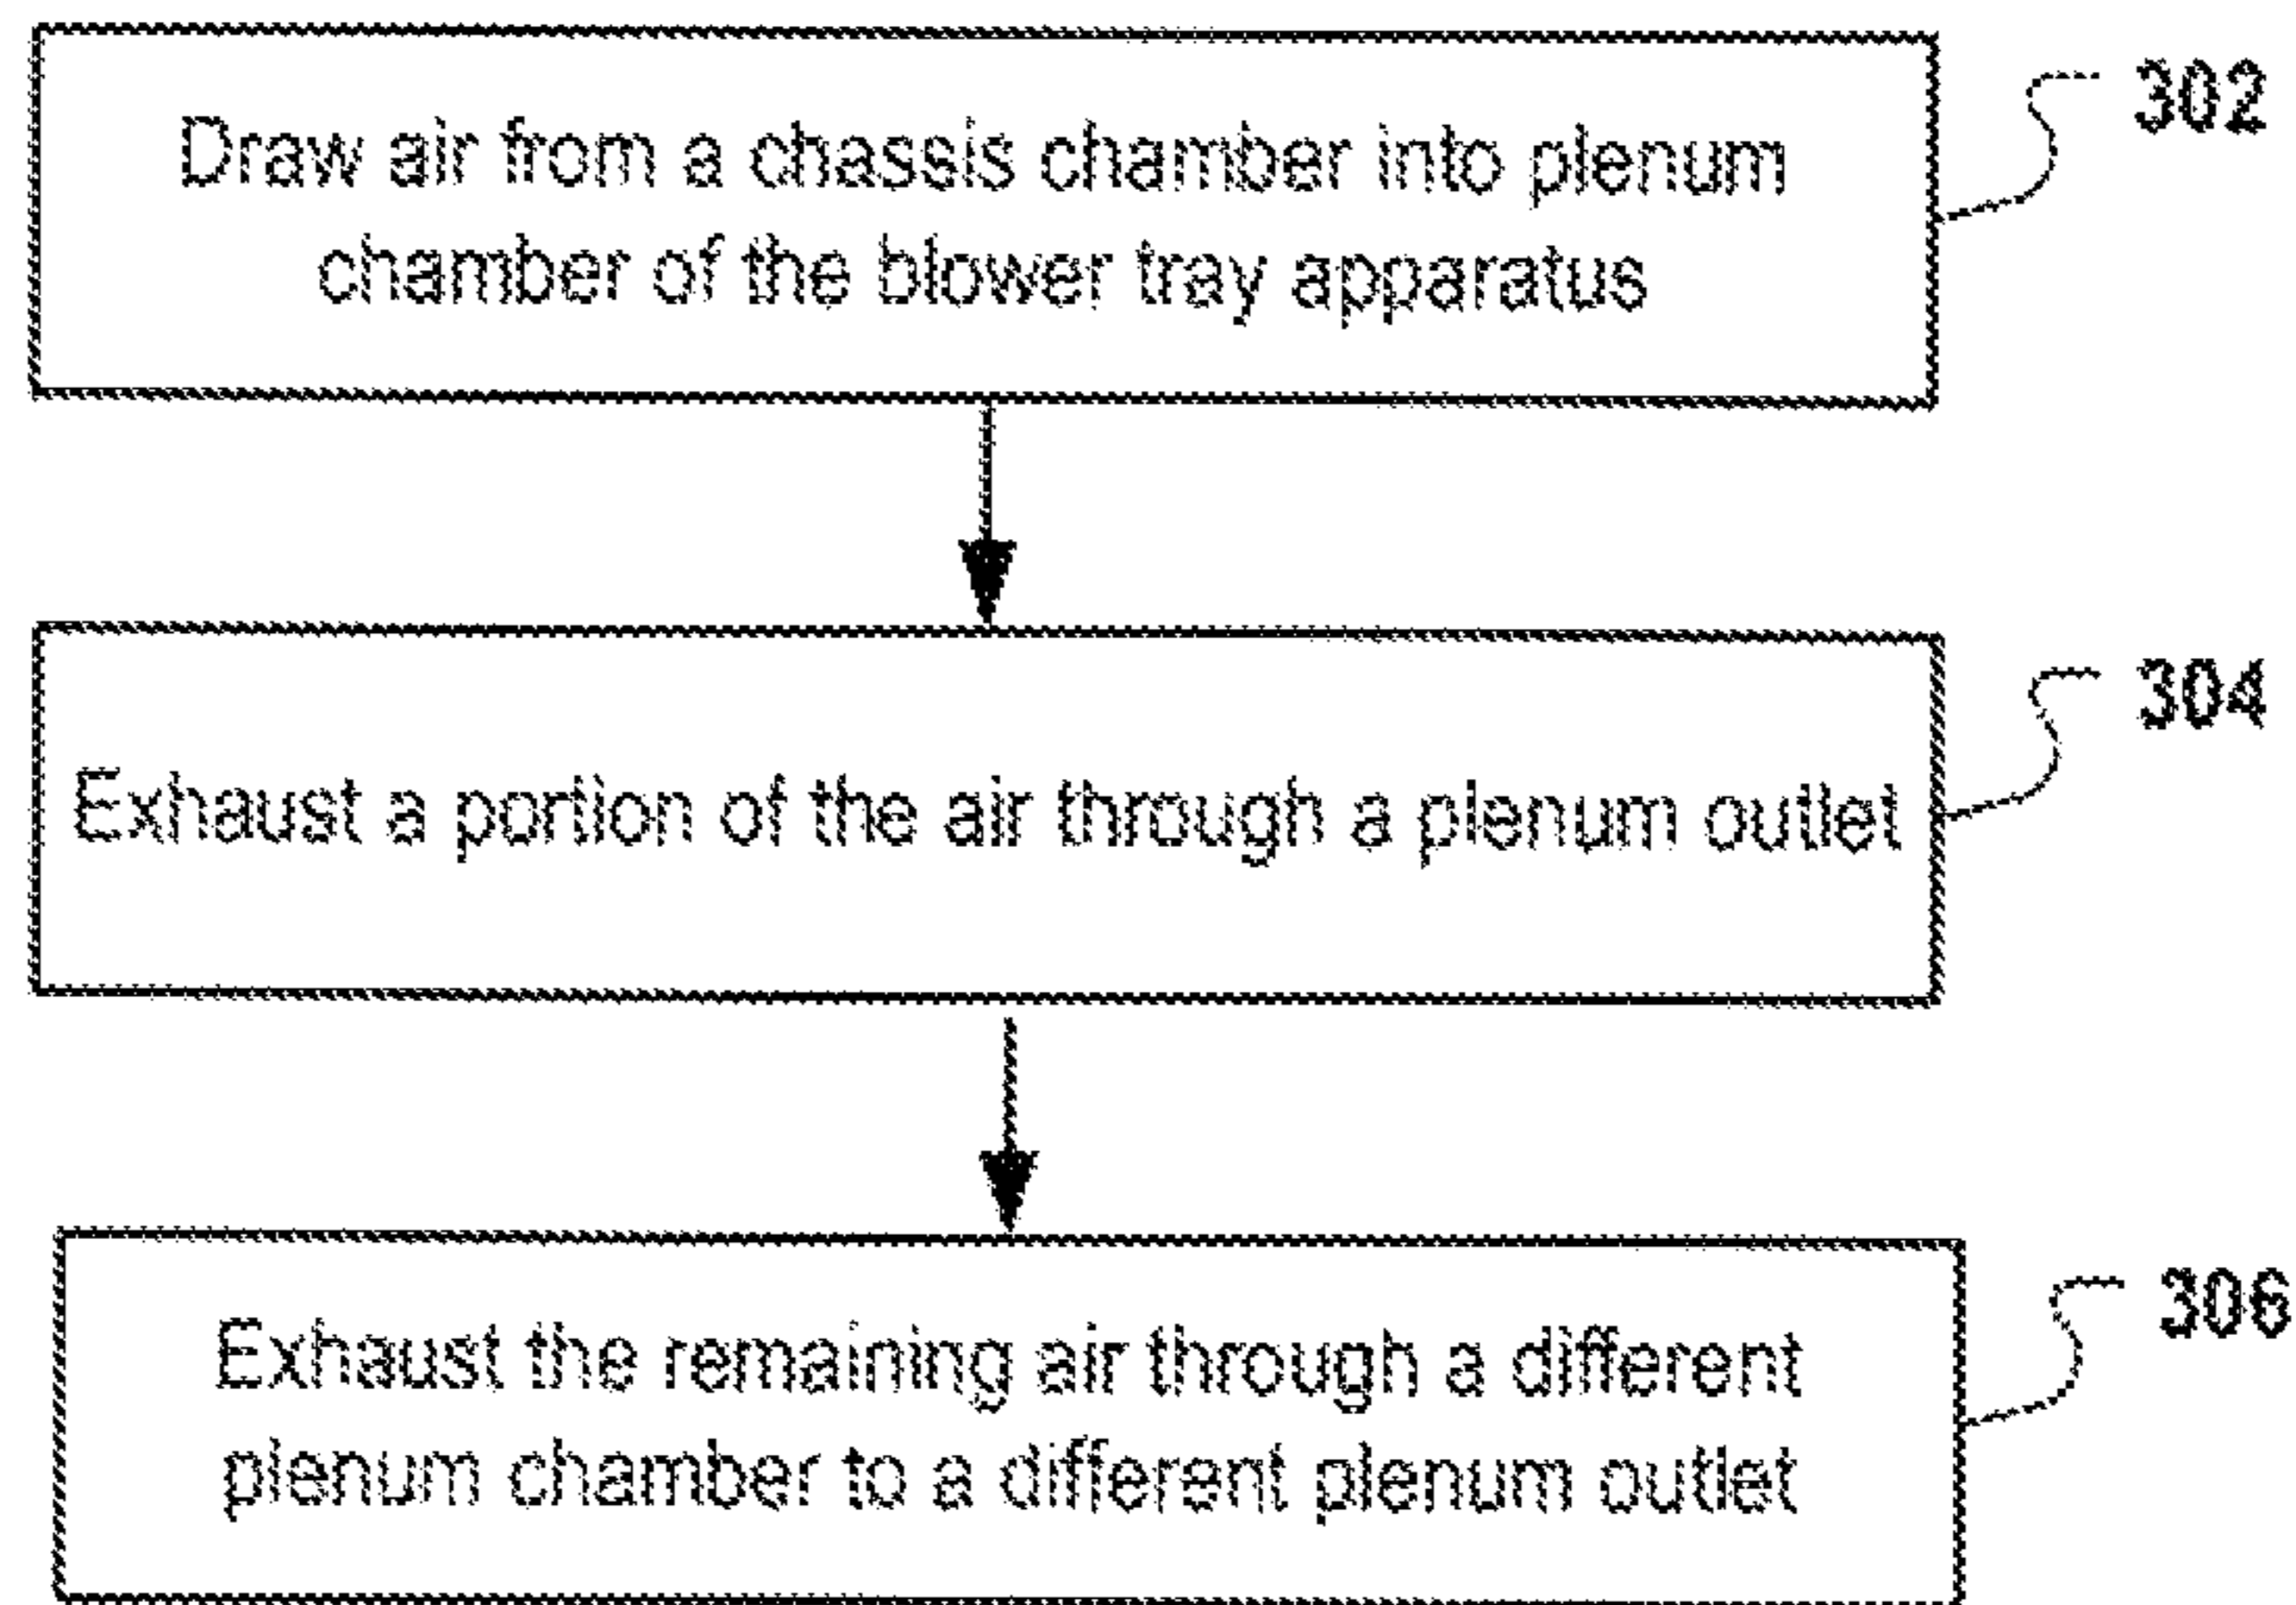 Draw air from a chassis chamber into plenum
chamber of the blower tray apparatus
302
Exhaust a portion of the air through a plenum outlet
304
Exhaust the remaining air through a different
plenum chamber to a different plenum outlet
306